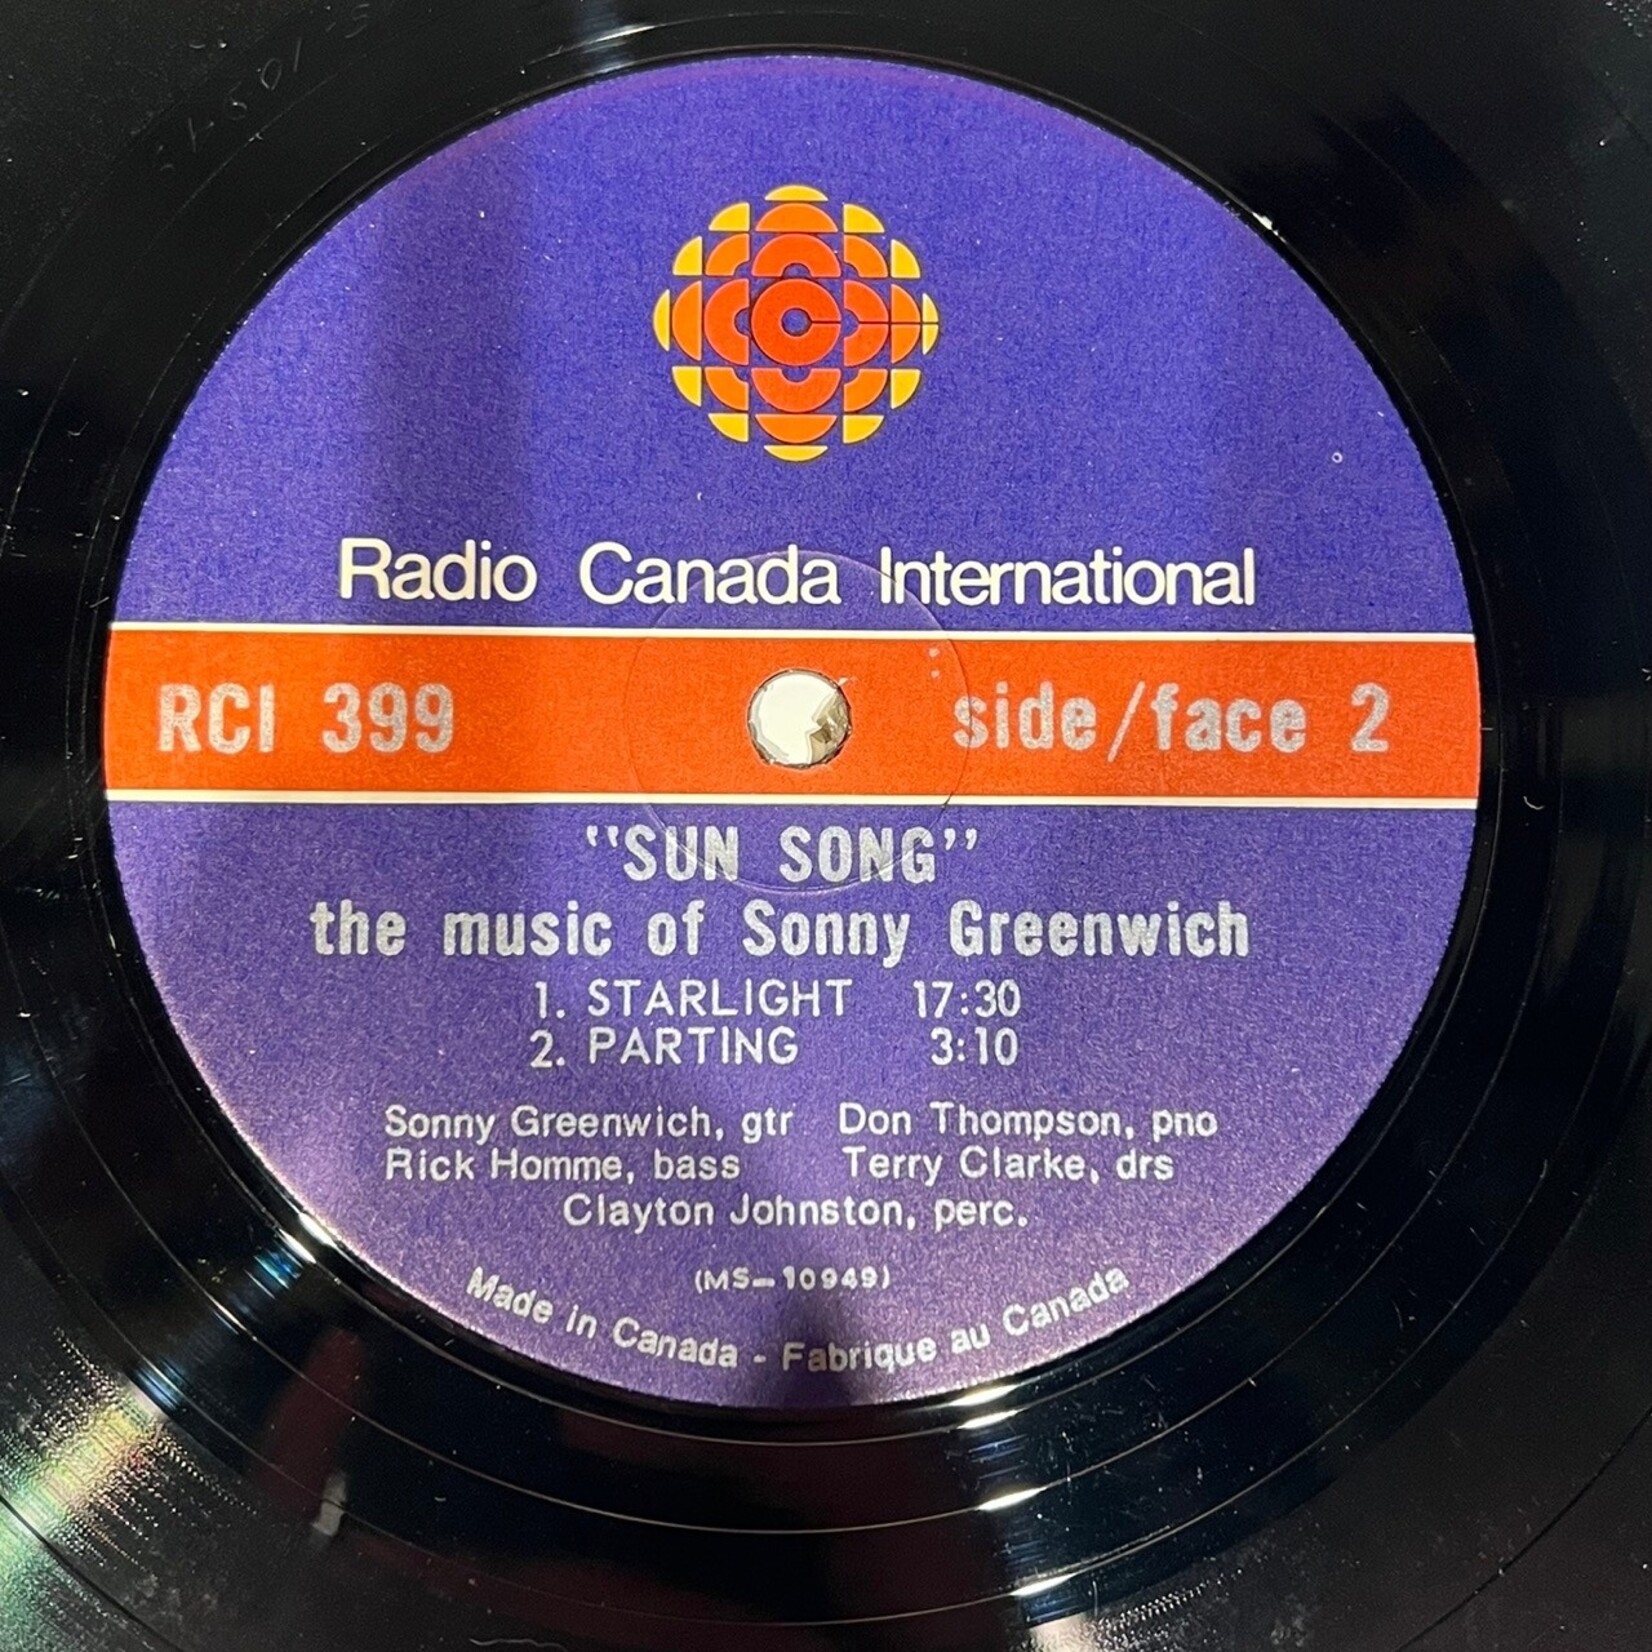 Radio Canada International
RCI 399 side/face 2
"SUN SONG"
the music of Sonny Greenwich
1. STARLIGHT 17:30
2. PARTING 3:10
Sonny Greenwich, gtr Don Thompson, pno
Rick Homme, bass Terry Clarke, drs
Clayton Johnston, perc.
(MS-10949)
Made in Canada - Fabrique au Canada